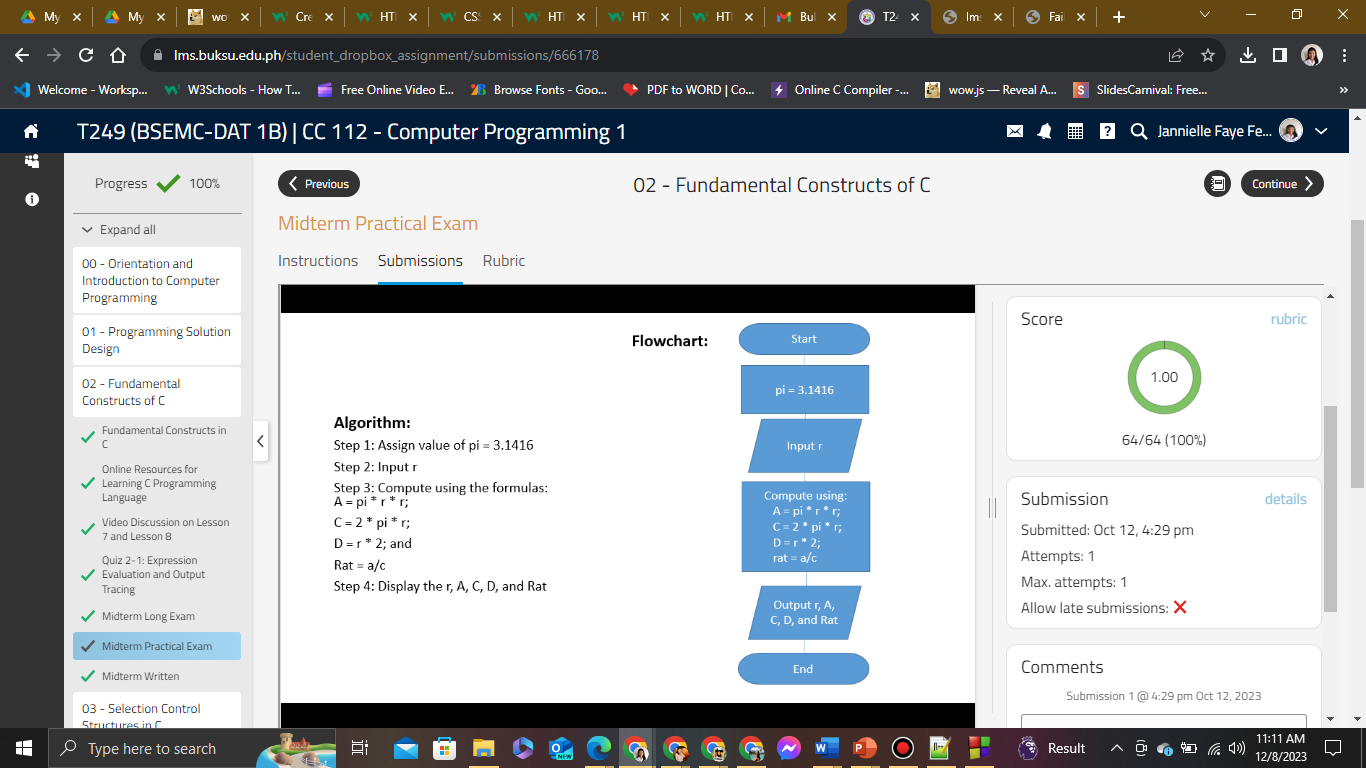 My
My
wo
Cre
HTI
CSS
HTI
HTI
HTI
Bul
T24
lms
Fail
lms.buksu.edu.ph/student_dropbox_assignment/submissions/666178
Welcome - Worksp...
W3Schools - How T...
Free Online Video E...
Browse Fonts - Goo...
PDF to WORD | Co...
Online C Compiler -...
wow.js — Reveal A...
SlidesCarnival: Free...
»
T249 (BSEMC-DAT 1B) | CC 112 - Computer Programming 1
Jannielle Faye Fe...
Progress 100%
Expand all
00 - Orientation and
Introduction to Computer
Programming
01 - Programming Solution
Design
02 - Fundamental
Constructs of C
Fundamental Constructs in
C
Online Resources for
Learning C Programming
Language
Video Discussion on Lesson
7 and Lesson 8
Quiz 2-1: Expression
Evaluation and Output
Tracing
Midterm Long Exam
Midterm Practical Exam
Midterm Written
03 - Selection Control
Structures in C
Previous
02 - Fundamental Constructs of C
Continue
Midterm Practical Exam
Instructions
Submissions
Rubric
Algorithm:
Step 1: Assign value of pi = 3.1416
Step 2: Input r
Step 3: Compute using the formulas:
A = pi * r * r;
C = 2 * pi * r;
D = r * 2; and
Rat = a/c
Step 4: Display the r, A, C, D, and Rat
Flowchart:
Start
pi = 3.1416
Input r
Compute using:
A = pi * r * r;
C = 2 * pi * r;
D = r * 2;
rat = a/c
Output r, A,
C, D, and Rat
End
Score
rubric
1.00
64/64 (100%)
Submission
details
Submitted: Oct 12, 4:29 pm
Attempts: 1
Max. attempts: 1
Allow late submissions:
Comments
Submission 1 @ 4:29 pm Oct 12, 2023
Type here to search
Result
11:11 AM
12/8/2023